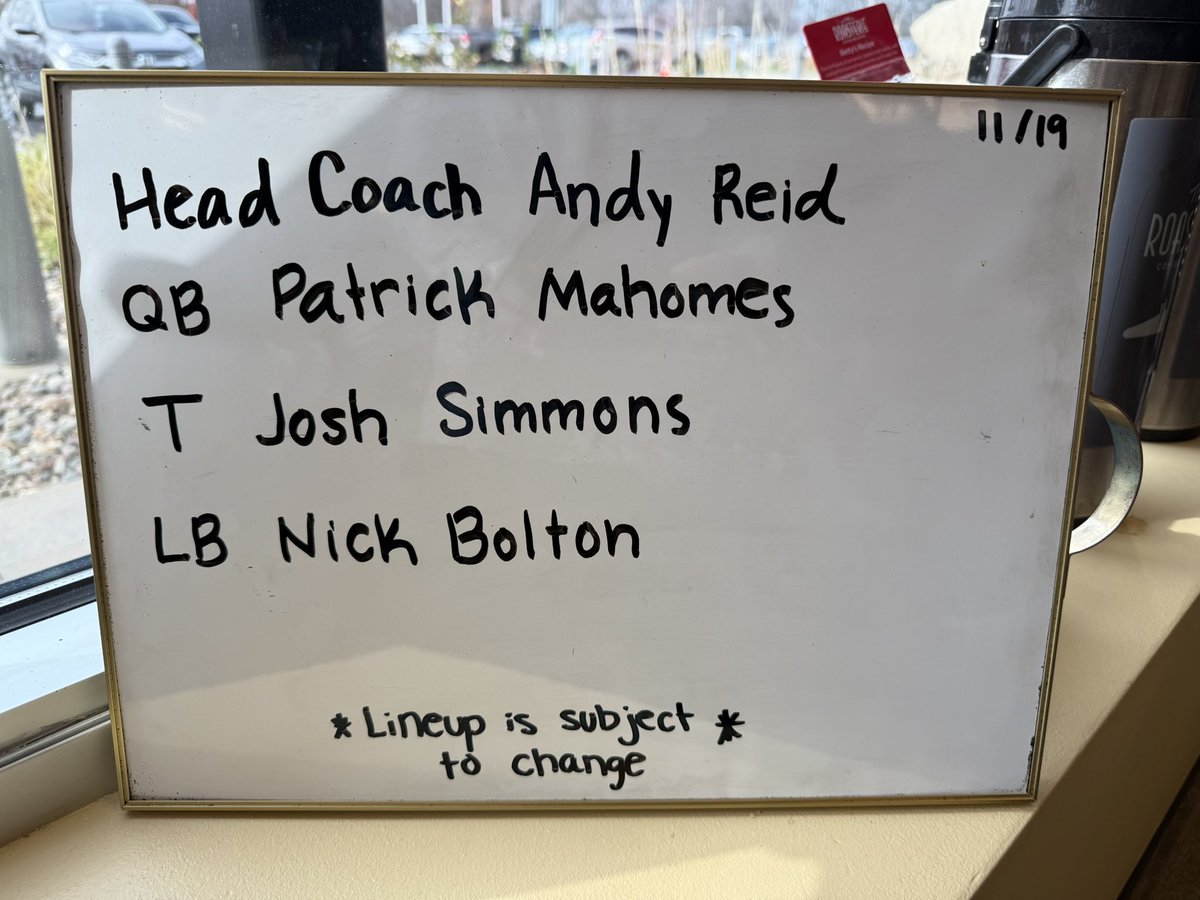 ROASTERIE
11/19
Head Coach Andy Reid
QB Patrick Mahomes
T Josh Simmons
LB Nick Bolton
*Lineup is subject *
to change